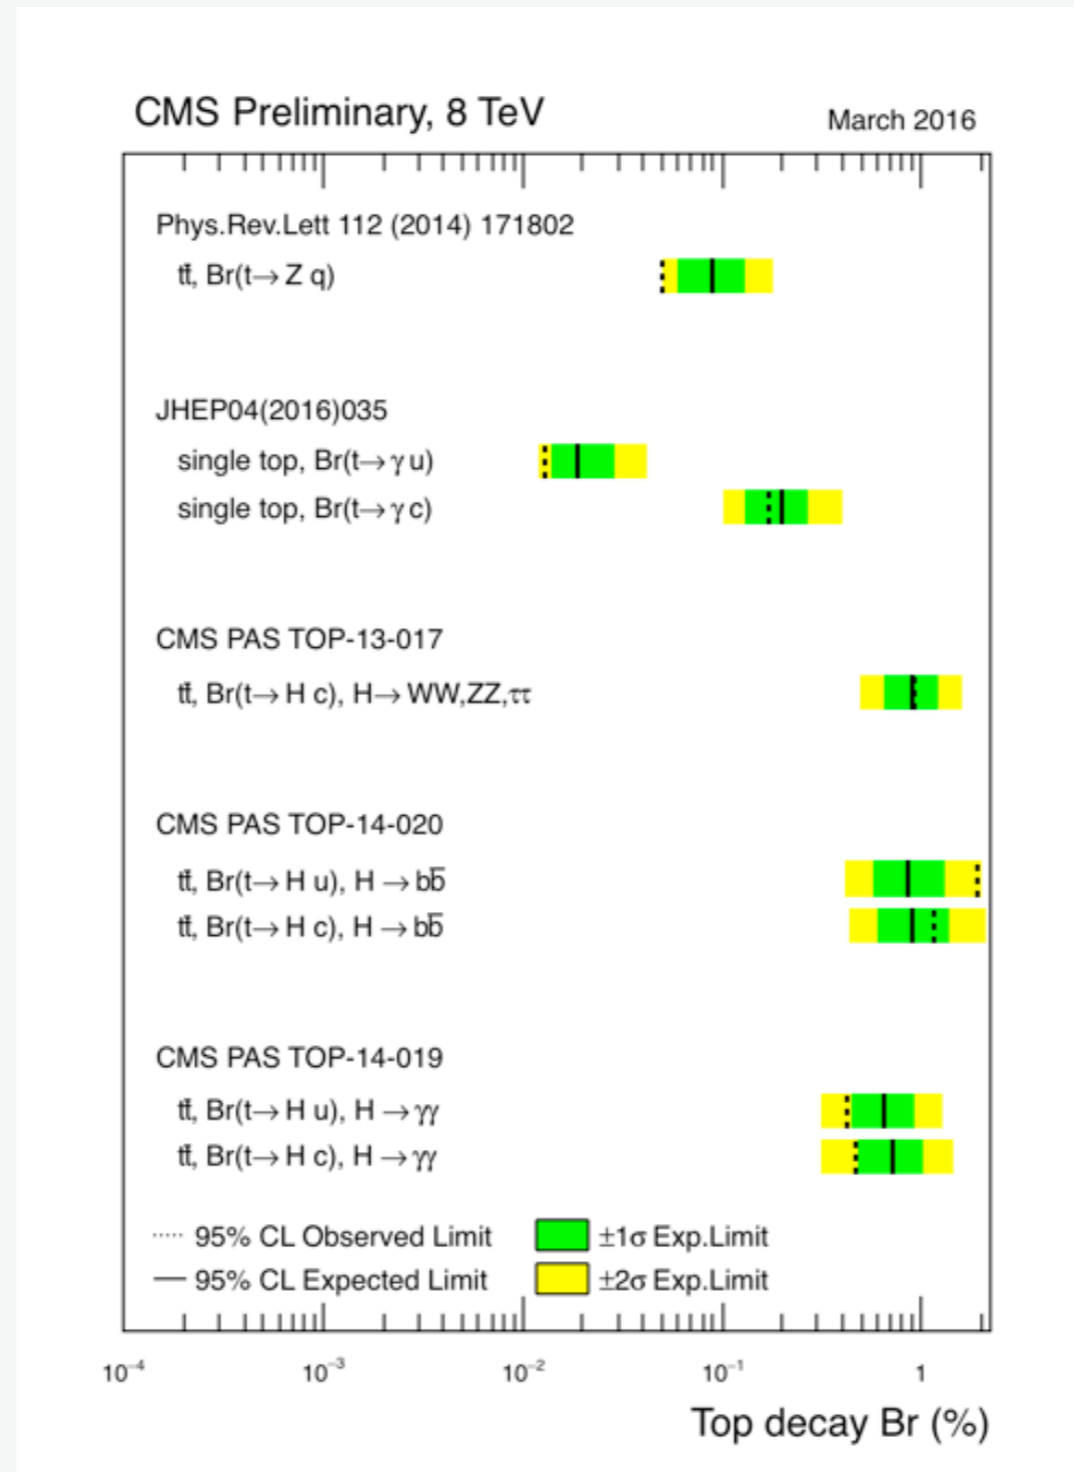 CMS Preliminary, 8 TeV
March 2016
Phys.Rev.Lett 112 (2014) 171802
tt̄, Br(t→ Z q)
JHEP04(2016)035
single top, Br(t→ γ u)
single top, Br(t→ γ c)
CMS PAS TOP-13-017
tt̄, Br(t→ H c), H→ WW,ZZ,ττ
CMS PAS TOP-14-020
tt̄, Br(t→ H u), H → bb̄
tt̄, Br(t→ H c), H → bb̄
CMS PAS TOP-14-019
tt̄, Br(t→ H u), H → γγ
tt̄, Br(t→ H c), H → γγ
95% CL Observed Limit ±1σ Exp.Limit
95% CL Expected Limit ±2σ Exp.Limit
10⁻⁴ 10⁻³ 10⁻² 10⁻¹ 1
Top decay Br (%)